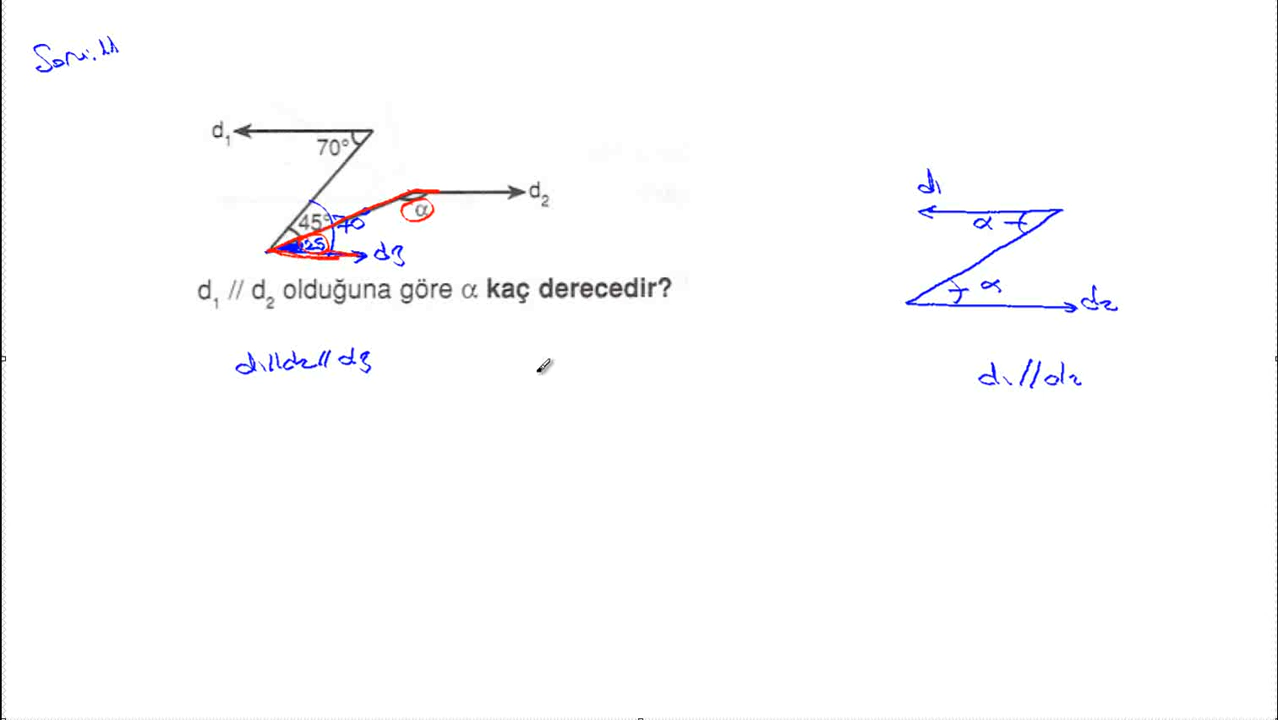 Soru:11
d₁
70°
d₂
45°
70
α
25
d3
d₁ // d₂ olduğuna göre α kaç derecedir?
d1//d2//d3
d1
α
α
d2
d1//d2